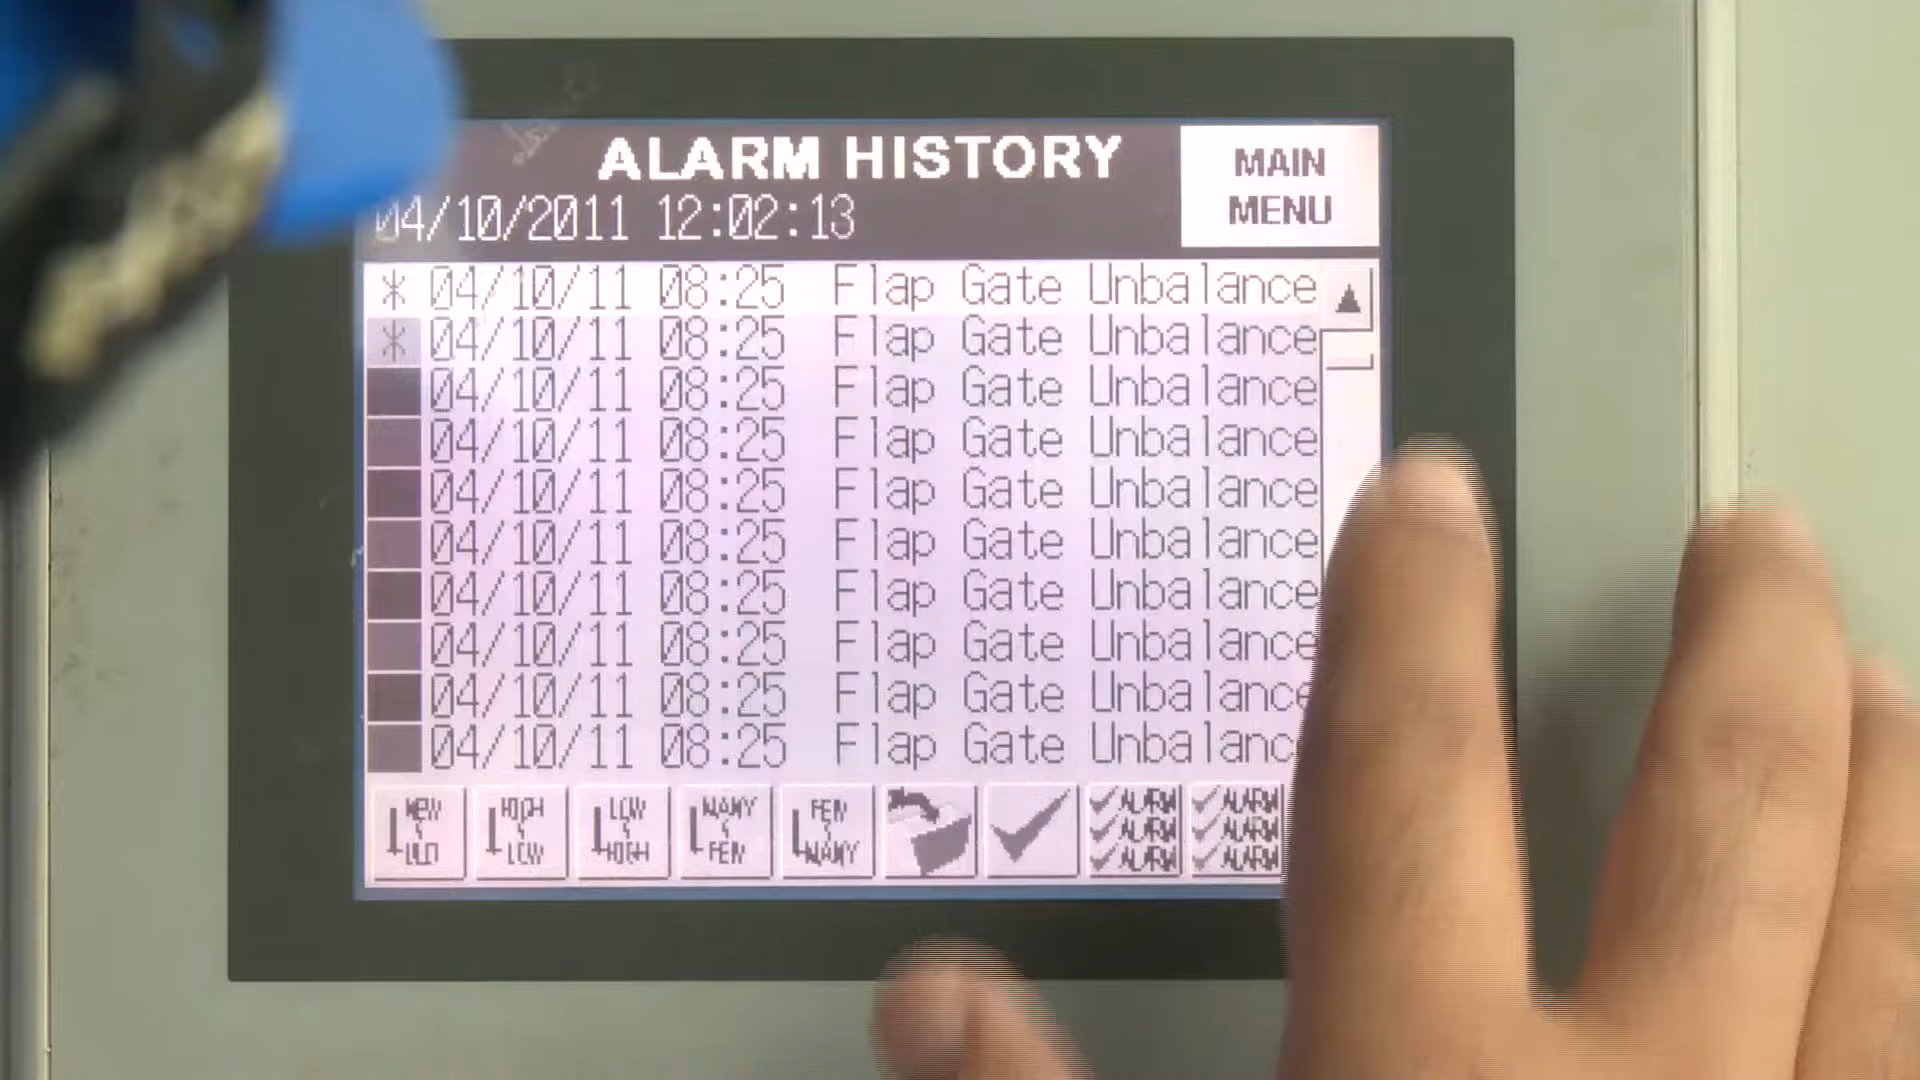 ALARM HISTORY
MAIN
MENU
04/10/2011 12:02:13
* 04/10/11 08:25 Flap Gate Unbalance
* 04/10/11 08:25 Flap Gate Unbalance
04/10/11 08:25 Flap Gate Unbalance
04/10/11 08:25 Flap Gate Unbalance
04/10/11 08:25 Flap Gate Unbalance
04/10/11 08:25 Flap Gate Unbalance
04/10/11 08:25 Flap Gate Unbalance
04/10/11 08:25 Flap Gate Unbalance
04/10/11 08:25 Flap Gate Unbalance
04/10/11 08:25 Flap Gate Unbalance
NEW HIGH LOW MANY FEW ALARM ALARM
ALARM ALARM
OLD LOW HIGH FEW MANY ALARM ALARM